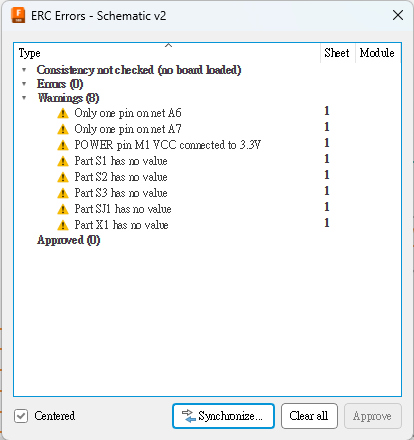 ERC Errors - Schematic v2
Type Sheet Module
Consistency not checked (no board loaded)
Errors (0)
Warnings (8)
Only one pin on net A6 1
Only one pin on net A7 1
POWER pin M1 VCC connected to 3.3V 1
Part S1 has no value 1
Part S2 has no value 1
Part S3 has no value 1
Part SJ1 has no value 1
Part X1 has no value 1
Approved (0)
Centered Synchronize... Clear all Approve